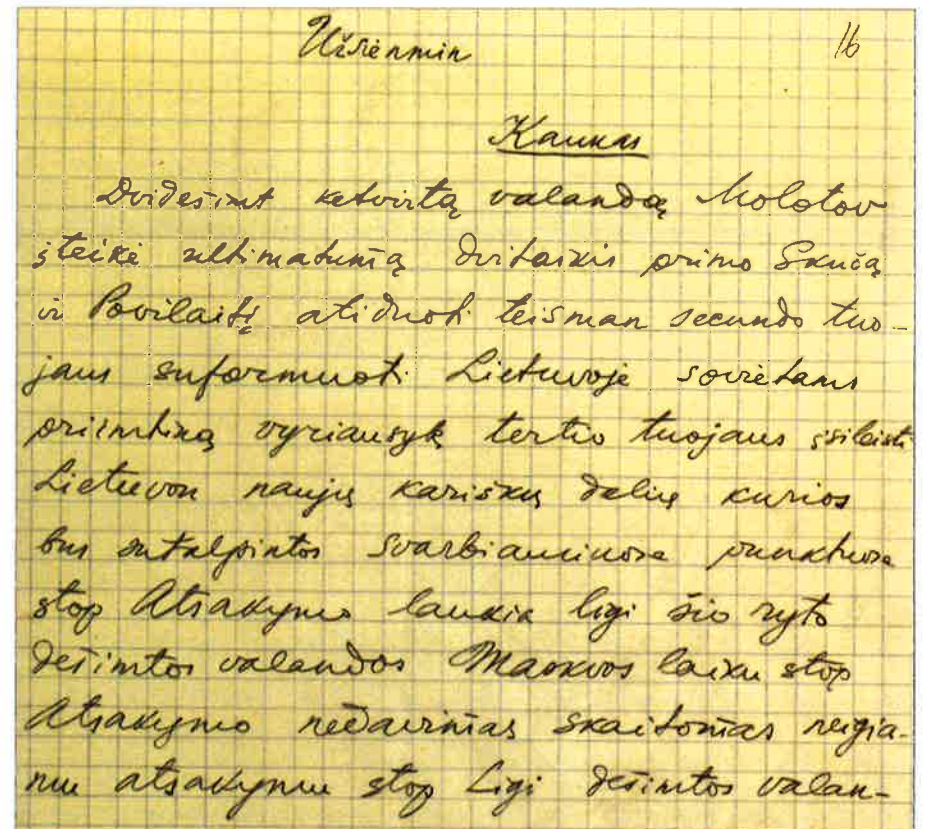 Užsienmin
16
Kaunas
Dvidešimt ketvirtą valandą Molotov
įteikė ultimatumą dvitaškis primo Skučą
ir Povilaitį atiduoti teisman secundo tuo-
jaus suformuoti Lietuvoje sovietams
priimtiną vyriausybę tertio tuojaus įsileisti
Lietuvon naujų kariškų dalių kurios
bus sutalpintos svarbiausiuose punktuose
stop Atsakymo laukia ligi šio ryto
dešimtos valandos Maskvos laiku stop
Atsakymo nedavimas skaitomas neigia-
mu atsakymu stop Ligi dešimtos valan-